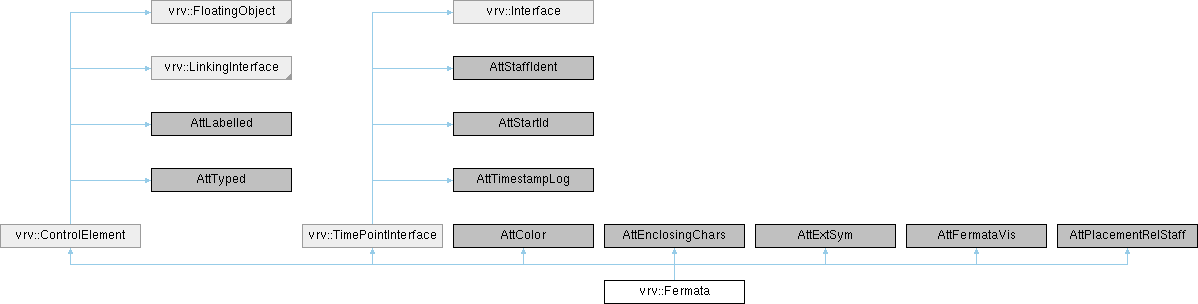 vrv::FloatingObject
vrv::Interface
vrv::LinkingInterface
AttStaffIdent
AttLabelled
AttStartId
AttTyped
AttTimestampLog
vrv::ControlElement
vrv::TimePointInterface
AttColor
AttEnclosingChars
AttExtSym
AttFermataVis
AttPlacementRelStaff
vrv::Fermata